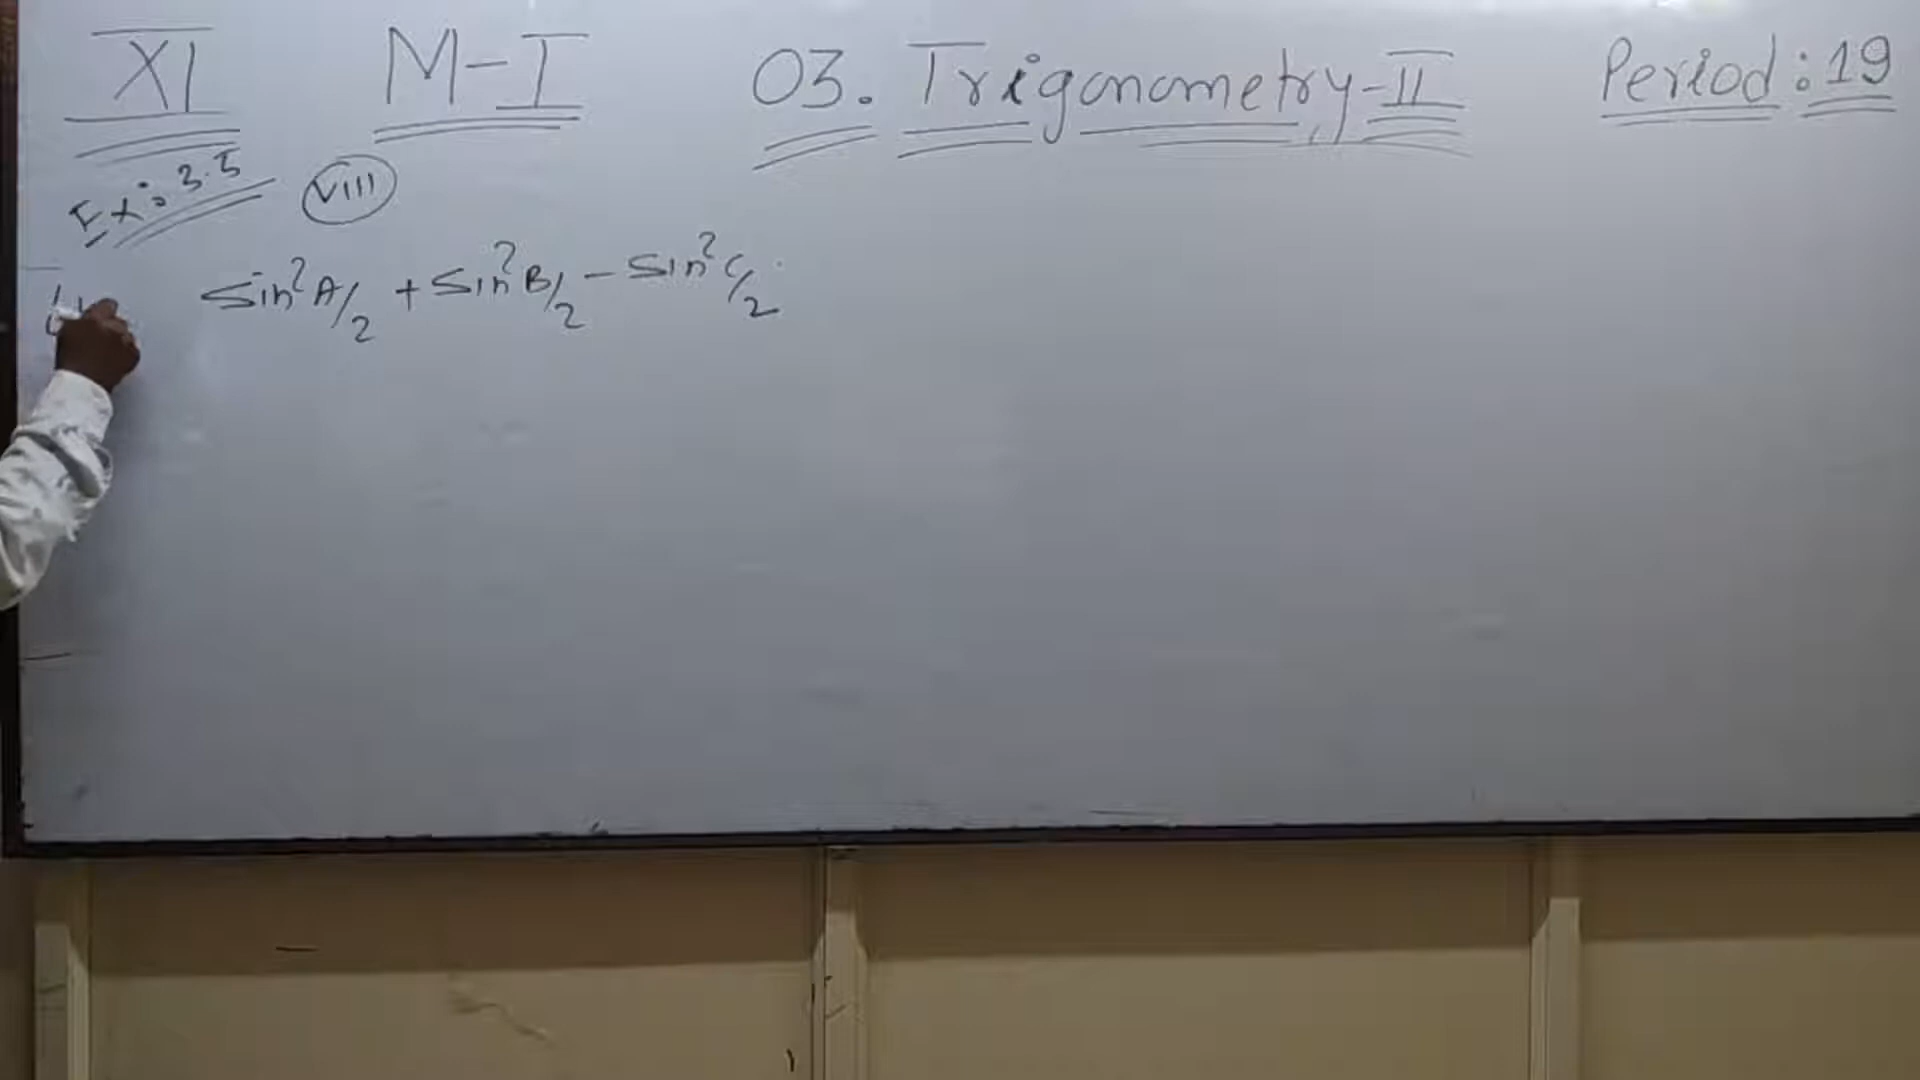 XI M-I 03. Trigonometry-II Period: 19
Ex: 3.5 VIII
sin²A/2 + sin²B/2 - sin²C/2